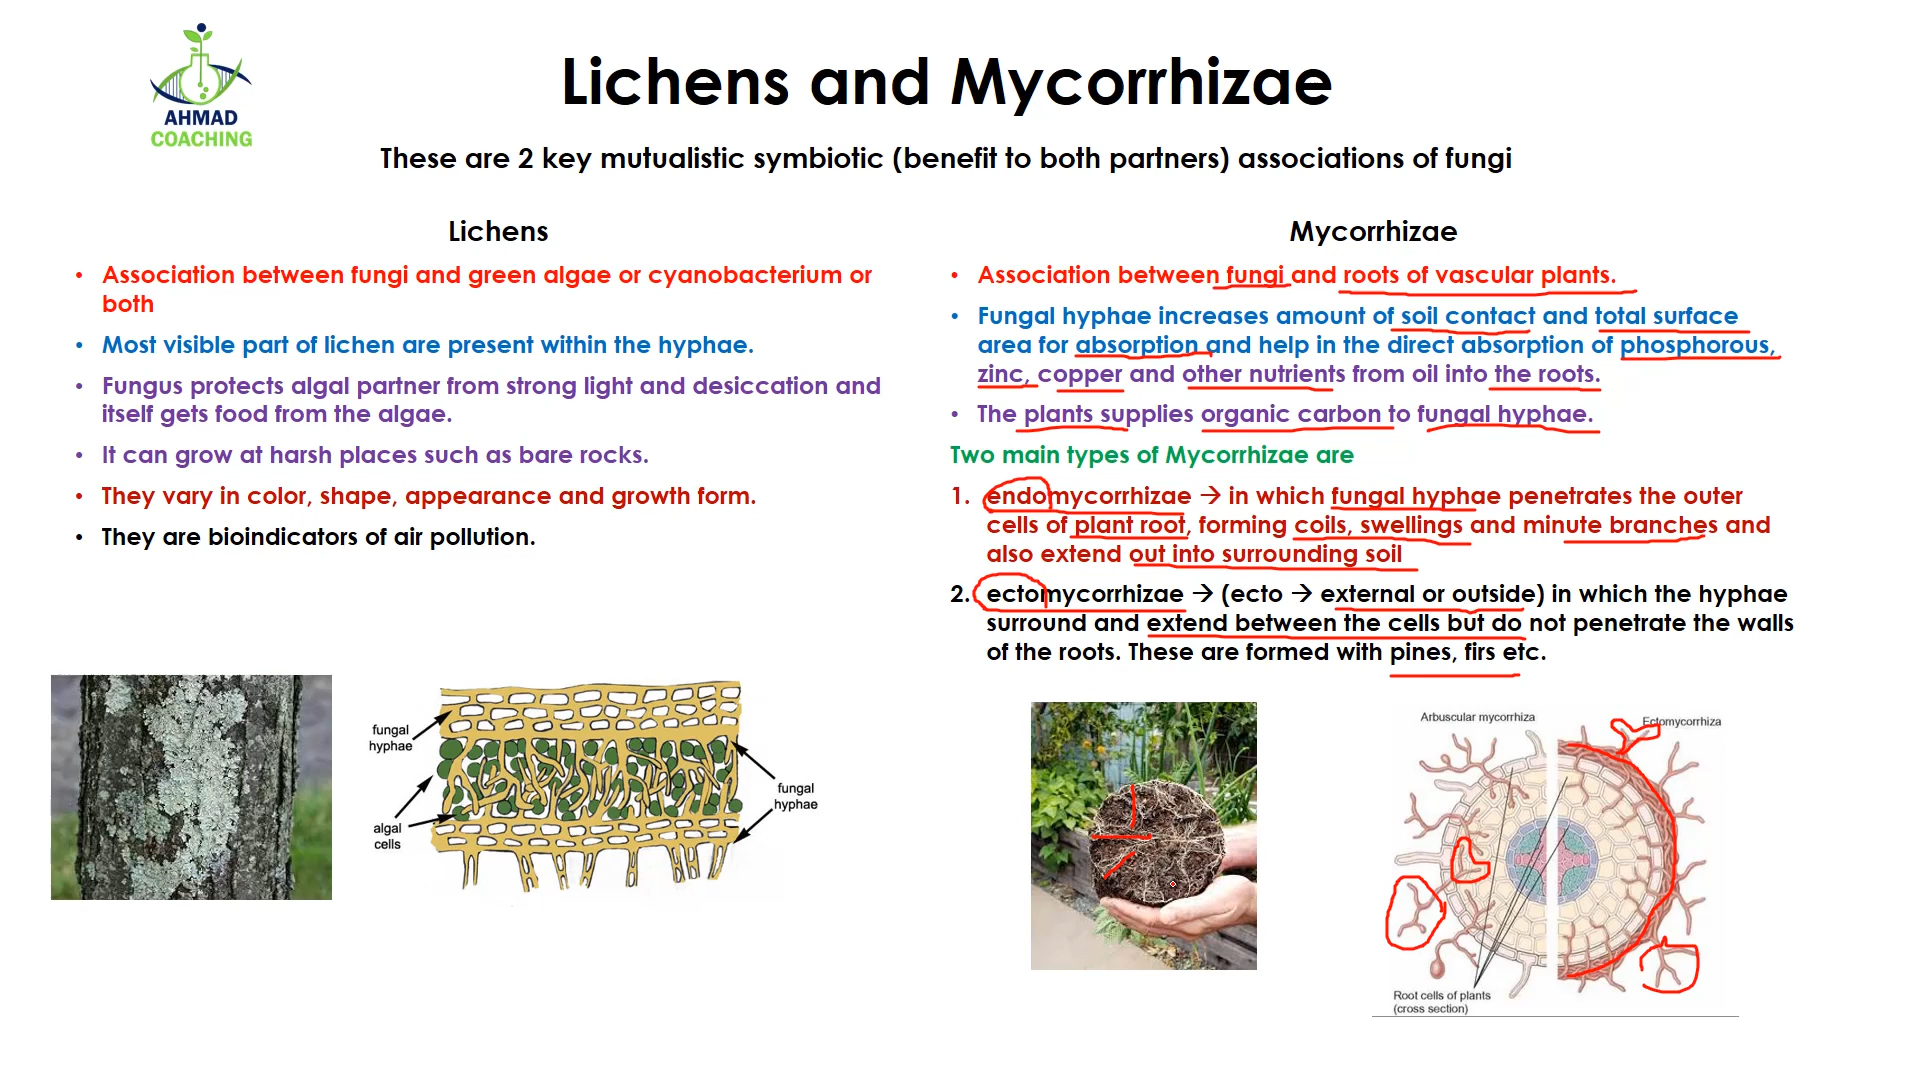 AHMAD
COACHING
Lichens and Mycorrhizae
These are 2 key mutualistic symbiotic (benefit to both partners) associations of fungi
Lichens
• Association between fungi and green algae or cyanobacterium or
both
• Most visible part of lichen are present within the hyphae.
• Fungus protects algal partner from strong light and desiccation and
itself gets food from the algae.
• It can grow at harsh places such as bare rocks.
• They vary in color, shape, appearance and growth form.
• They are bioindicators of air pollution.
fungal
hyphae
algal
cells
fungal
hyphae
Mycorrhizae
• Association between fungi and roots of vascular plants.
• Fungal hyphae increases amount of soil contact and total surface
area for absorption and help in the direct absorption of phosphorous,
zinc, copper and other nutrients from oil into the roots.
• The plants supplies organic carbon to fungal hyphae.
Two main types of Mycorrhizae are
1. endomycorrhizae → in which fungal hyphae penetrates the outer
cells of plant root, forming coils, swellings and minute branches and
also extend out into surrounding soil
2. ectomycorrhizae → (ecto → external or outside) in which the hyphae
surround and extend between the cells but do not penetrate the walls
of the roots. These are formed with pines, firs etc.
Arbuscular mycorrhiza
Ectomycorrhiza
Root cells of plants
(cross section)